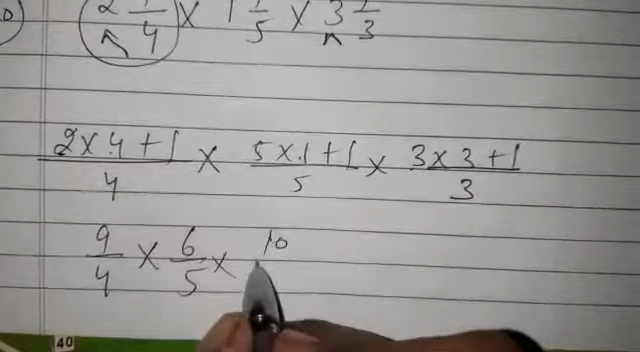 2 1/4 × 1 1/5 × 3 1/3
2×4+1/4 × 5×1+1/5 × 3×3+1/3
9/4 × 6/5 × 10
40